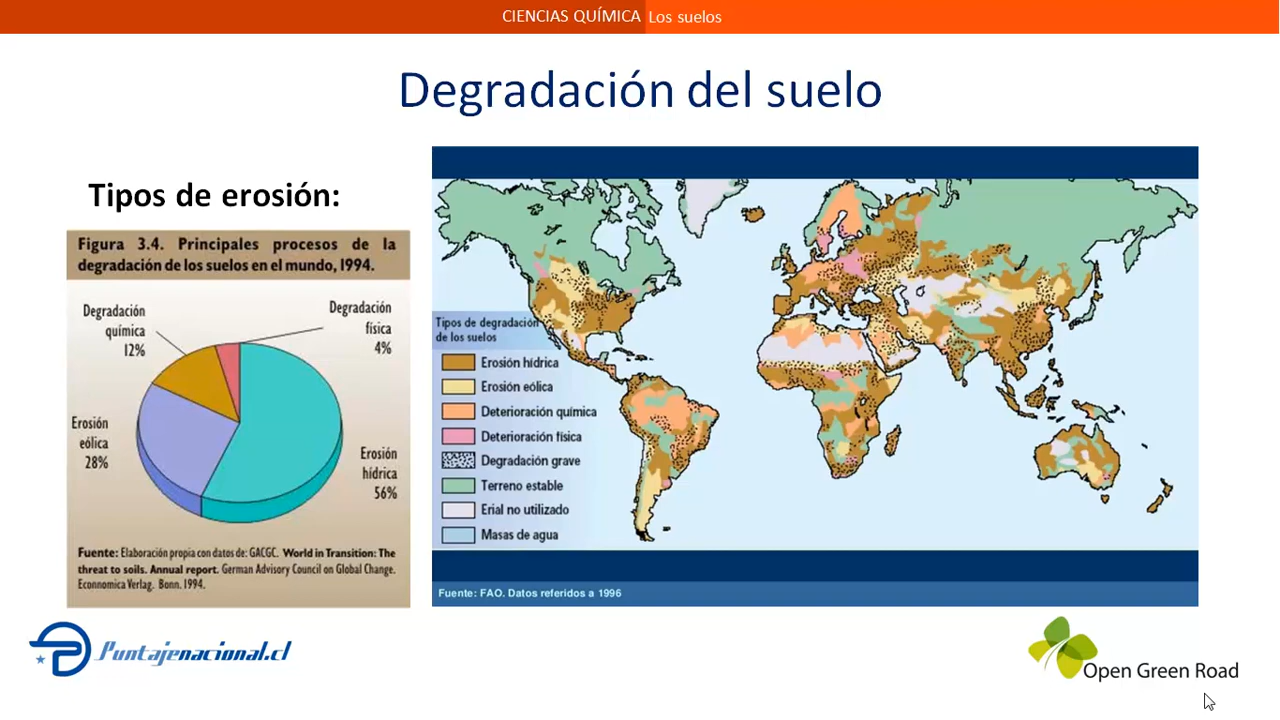 CIENCIAS QUÍMICA Los suelos
Degradación del suelo
Tipos de erosión:
Figura 3.4. Principales procesos de la
degradación de los suelos en el mundo, 1994.
Degradación
química
12%
Degradación
física
4%
Erosión
eólica
28%
Erosión
hídrica
56%
Fuente: Elaboración propia con datos de: GACGC. World in Transition: The
threat to soils. Annual report. German Advisory Council on Global Change.
Econnomica Verlag. Bonn. 1994.
Tipos de degradación
de los suelos
Erosión hídrica
Erosión eólica
Deterioración química
Deterioración física
Degradación grave
Terreno estable
Erial no utilizado
Masas de agua
Fuente: FAO. Datos referidos a 1996
Puntajenacional.cl
Open Green Road